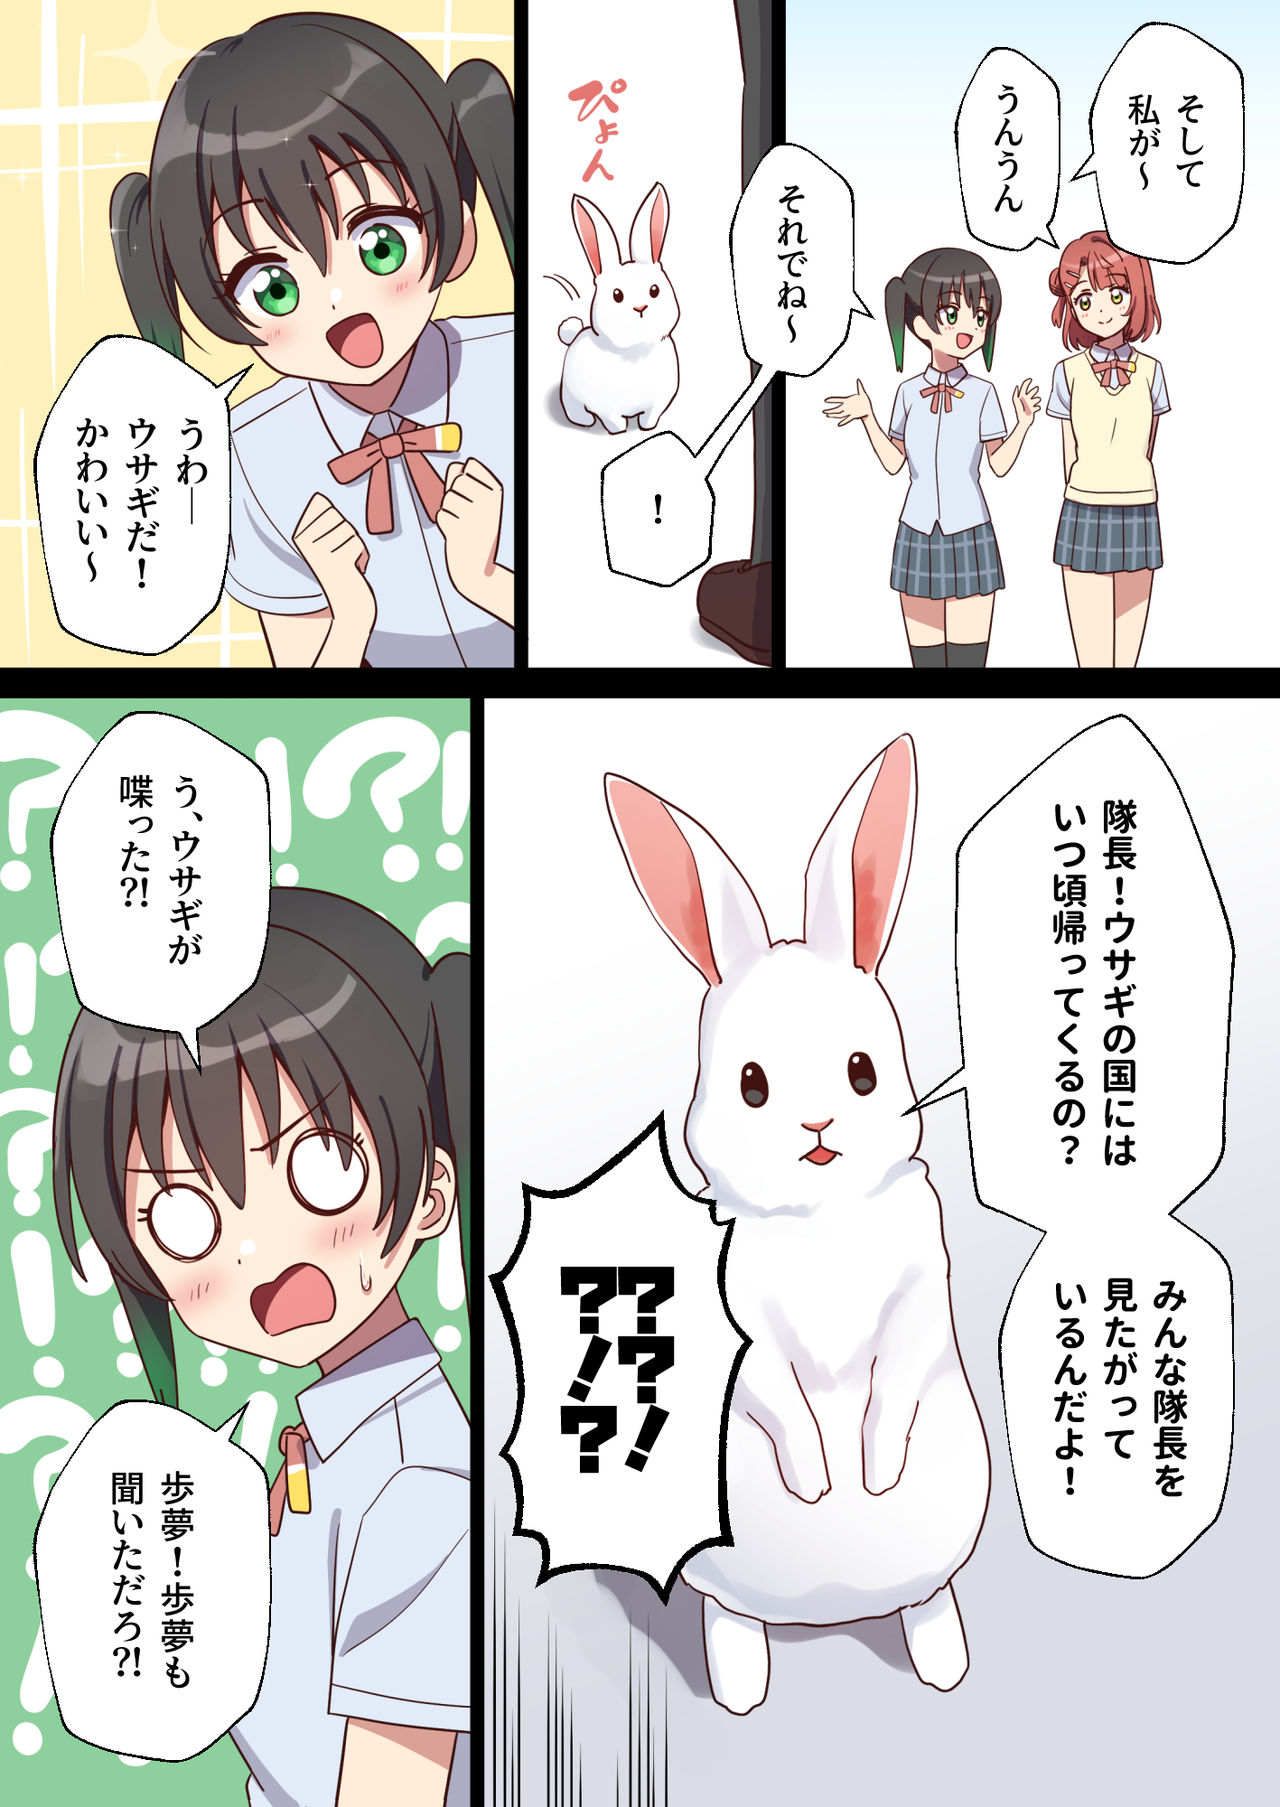 そして
私が～
うんうん
それでね～
！
ぴょん
うわ―
ウサギだ！
かわいい～
隊長！ウサギの国には
いつ頃帰ってくるの？
みんな隊長を
見たがって
いるんだよ！
？？！
？！？
う、ウサギが
喋った?!
歩夢！歩夢も
聞いただろ?!